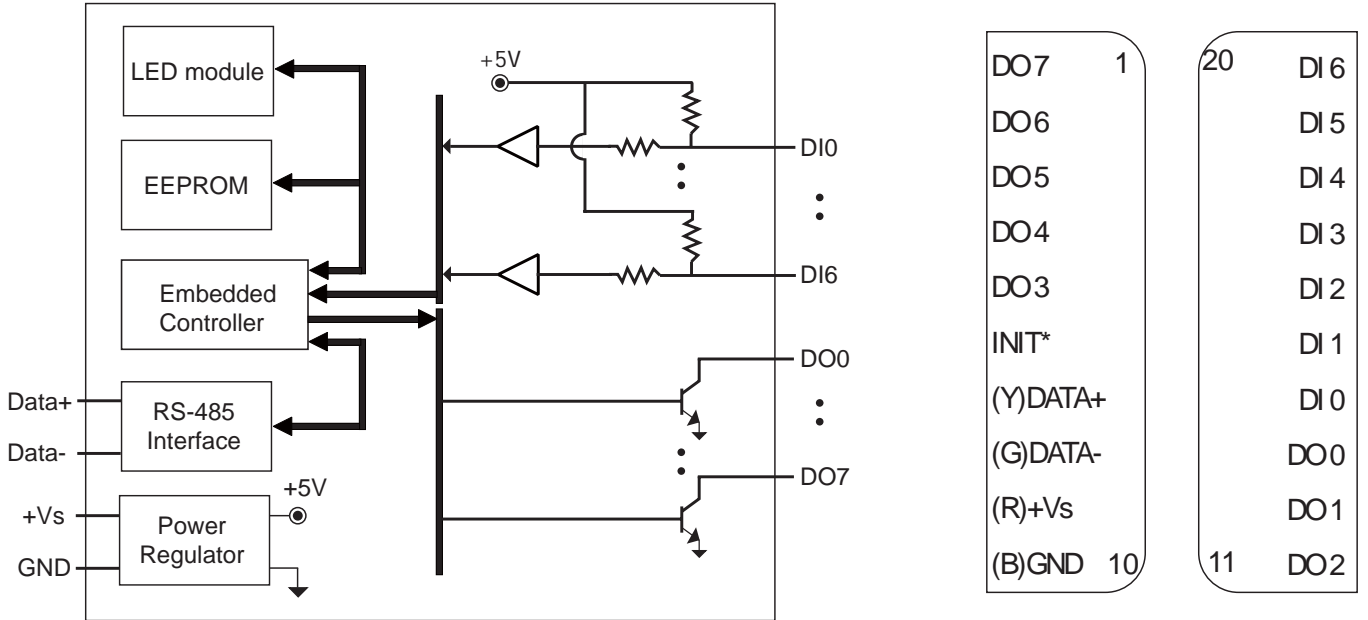 LED module
+5V
EEPROM
DI0
DI6
Embedded
Controller
DO0
Data+
RS-485
Interface
Data-
DO7
+5V
+Vs
Power
Regulator
GND
DO7 1
DO6
DO5
DO4
DO3
INIT*
(Y)DATA+
(G)DATA-
(R)+Vs
(B)GND 10
20 DI6
DI5
DI4
DI3
DI2
DI1
DI0
DO0
DO1
11 DO2